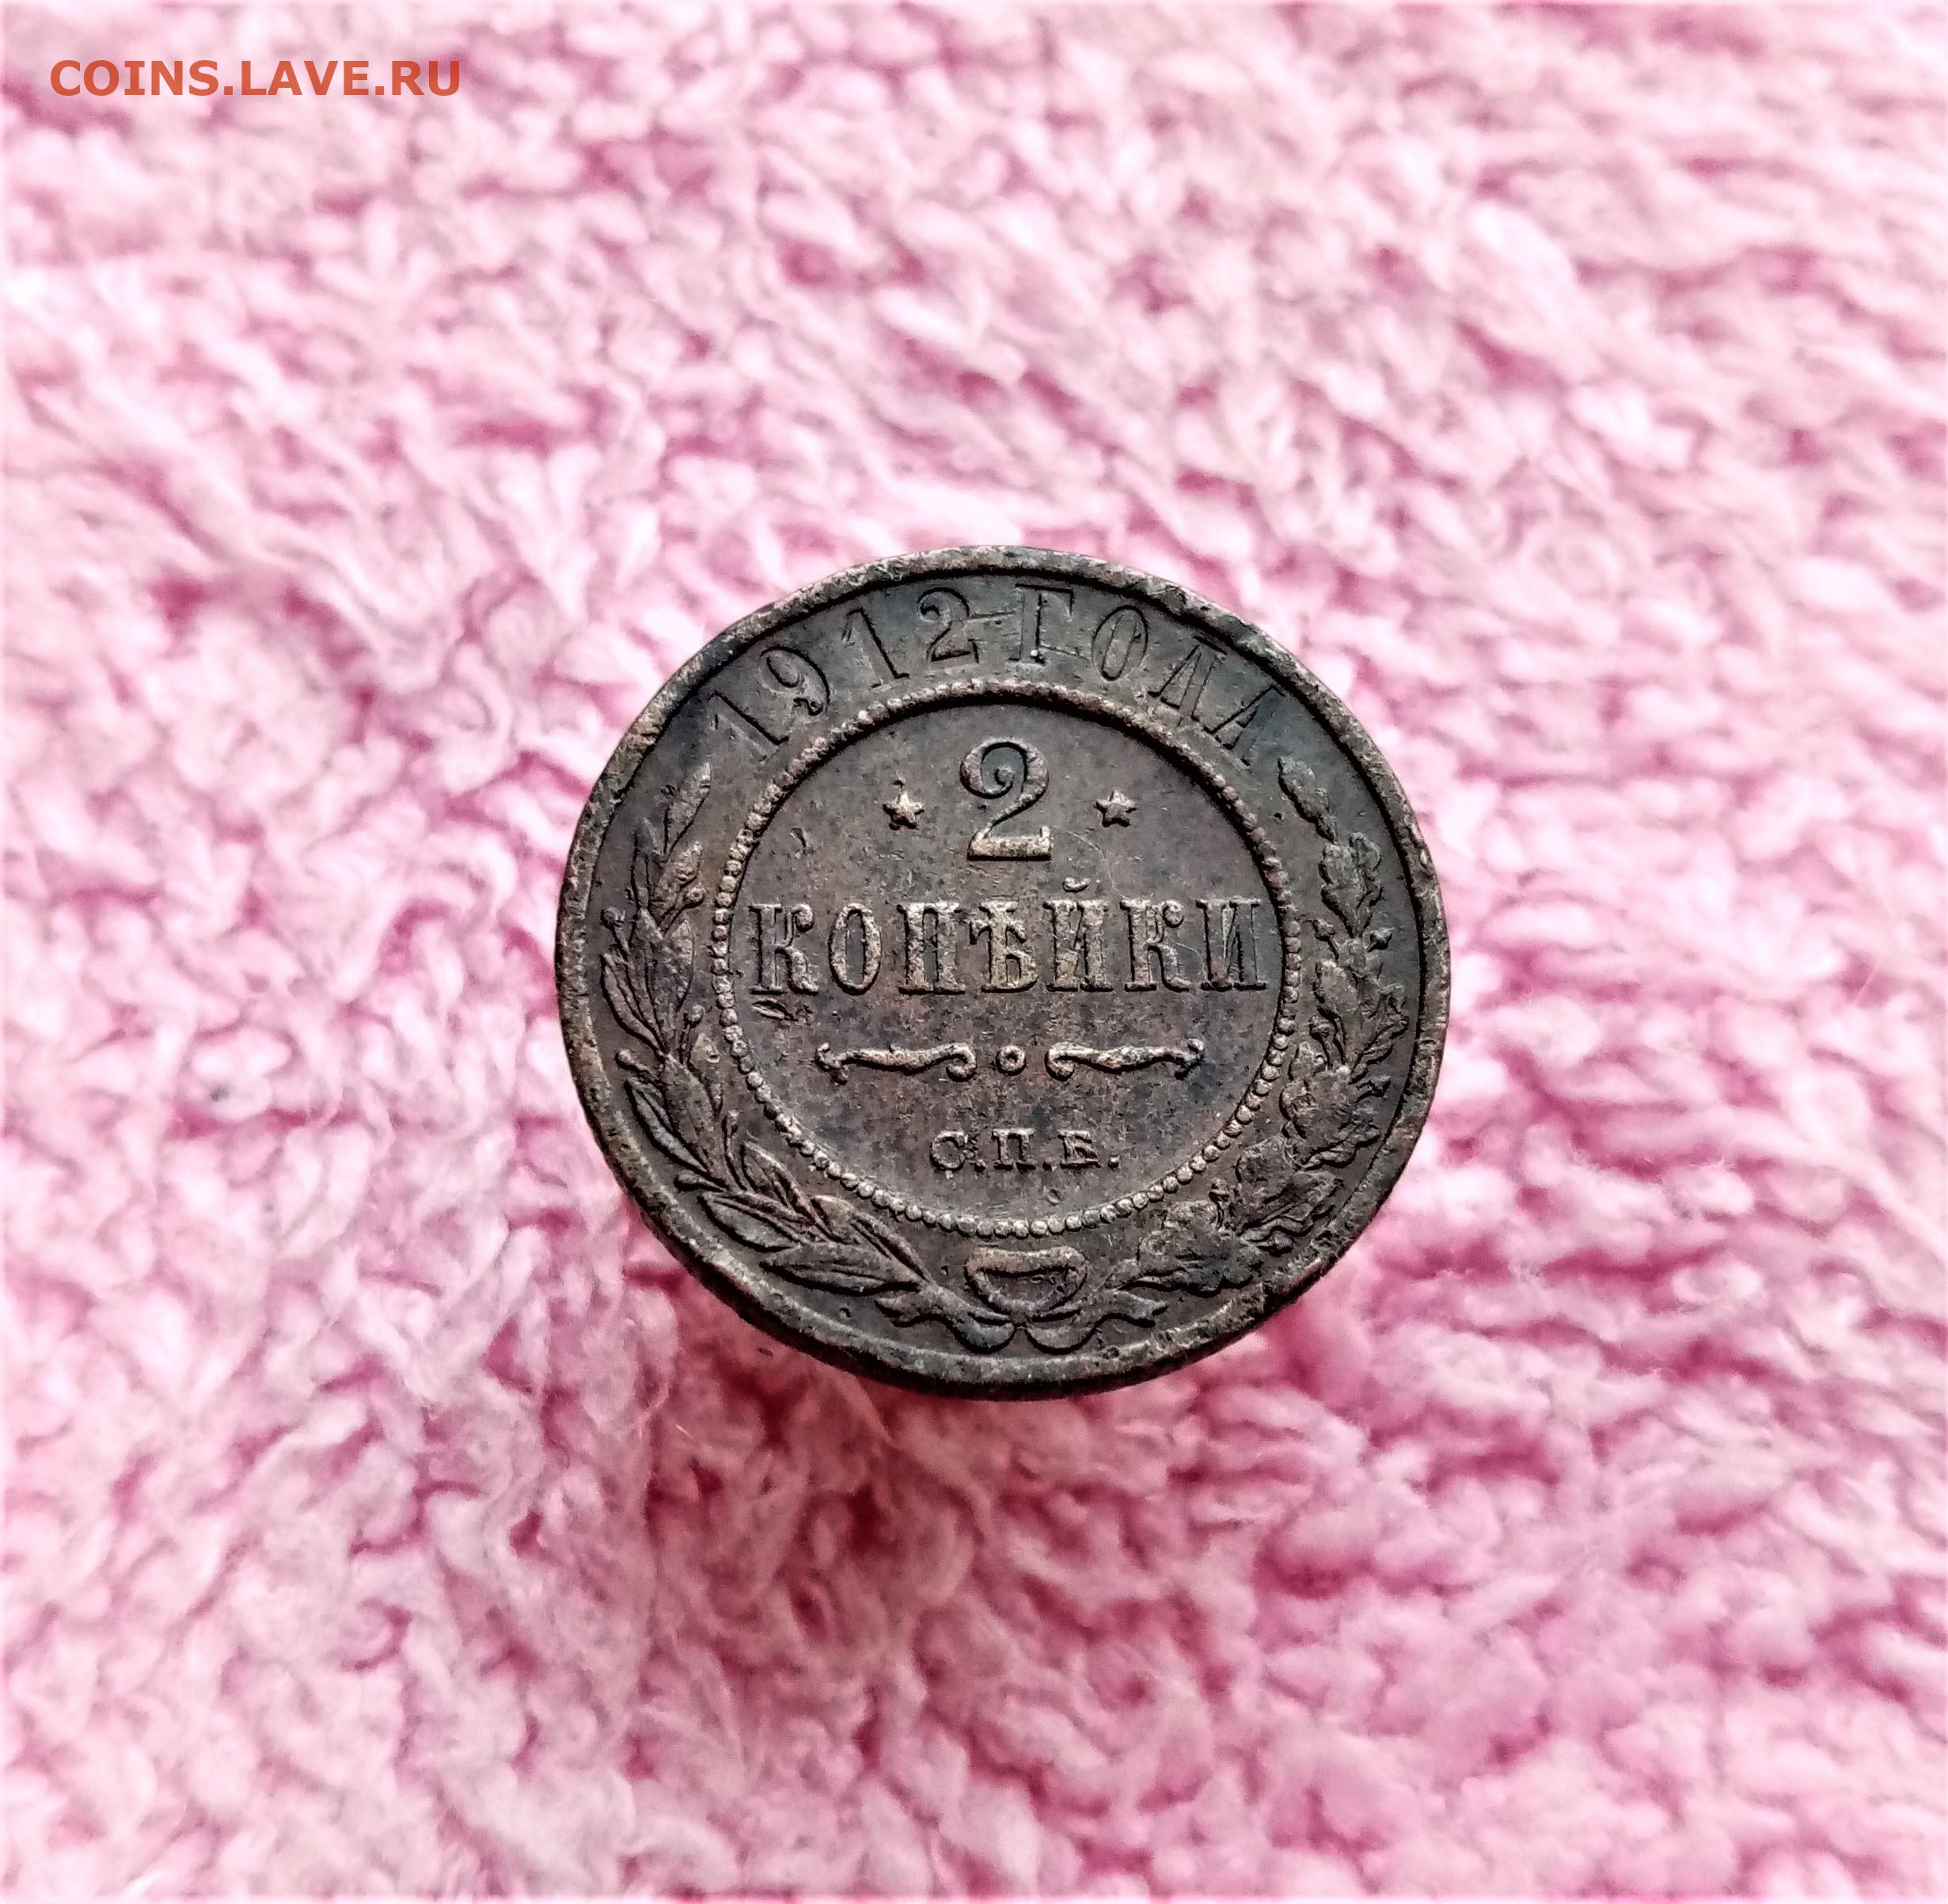 COINS.LAVE.RU
1912 ГОДА
2
КОПѢЙКИ
С.П.Б.